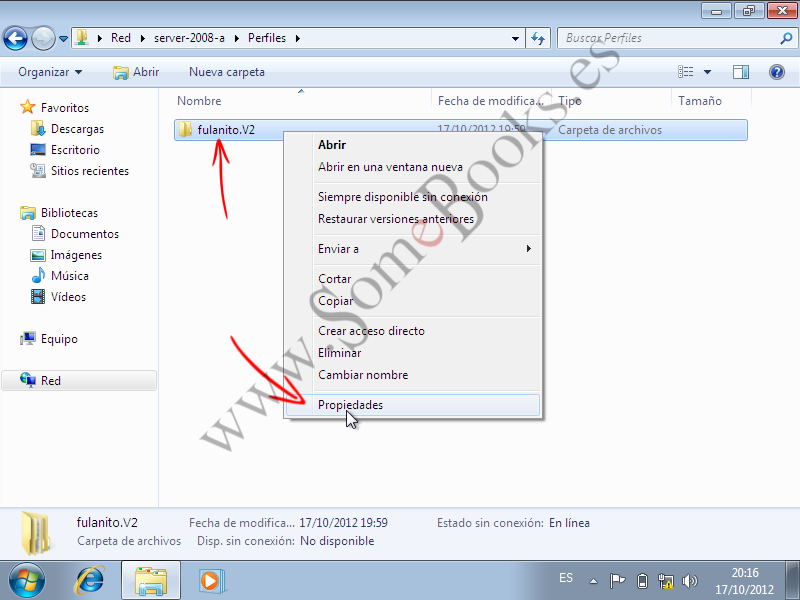 Red ▸ server-2008-a ▸ Perfiles ▸
Buscar Perfiles
Organizar
Abrir
Nueva carpeta
Nombre
Fecha de modifica...
Tipo
Tamaño
Favoritos
Descargas
Escritorio
Sitios recientes
Bibliotecas
Documentos
Imágenes
Música
Vídeos
Equipo
Red
fulanito.V2
17/10/2012 19:59
Carpeta de archivos
Abrir
Abrir en una ventana nueva
Siempre disponible sin conexión
Restaurar versiones anteriores
Enviar a
Cortar
Copiar
Crear acceso directo
Eliminar
Cambiar nombre
Propiedades
www.SomeBooks.es
fulanito.V2
Fecha de modifica... 17/10/2012 19:59
Estado sin conexión: En línea
Carpeta de archivos
Disp. sin conexión: No disponible
ES
20:16
17/10/2012